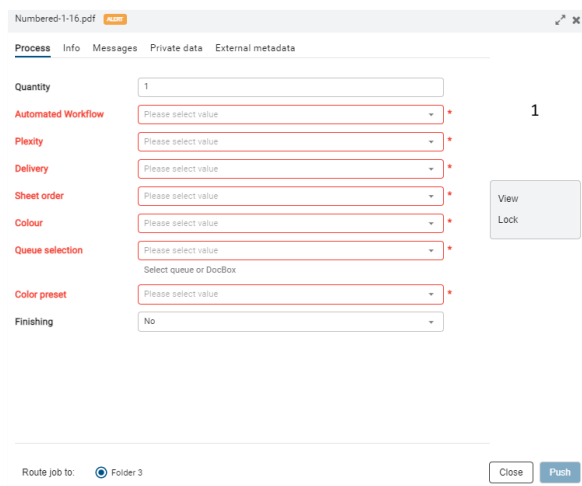 Numbered-1-16.pdf ALERT
Process Info Messages Private data External metadata
Quantity 1
Automated Workflow Please select value *
1
Plexity Please select value *
Delivery Please select value *
Sheet order Please select value *
View
Colour Please select value *
Lock
Queue selection Please select value *
Select queue or DocBox
Color preset Please select value *
Finishing No
Route job to: Folder 3 Close Push